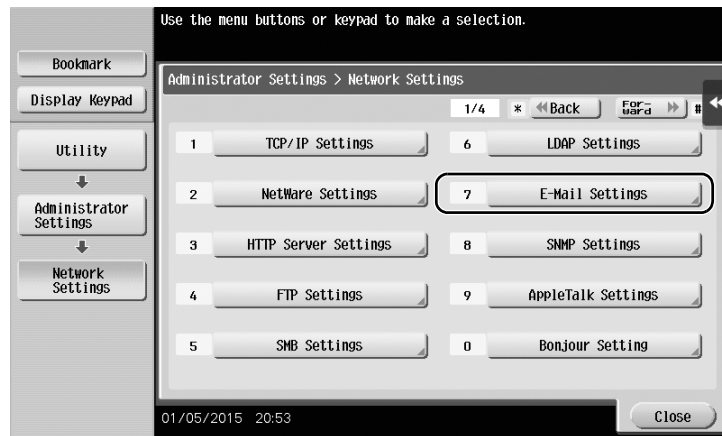 Use the menu buttons or keypad to make a selection.
Bookmark
Display Keypad
Utility
Administrator
Settings
Network
Settings
Administrator Settings > Network Settings
1/4 * Back For-
ward #
1 TCP/IP Settings
6 LDAP Settings
2 NetWare Settings
7 E-Mail Settings
3 HTTP Server Settings
8 SNMP Settings
4 FTP Settings
9 AppleTalk Settings
5 SMB Settings
0 Bonjour Setting
01/05/2015 20:53
Close